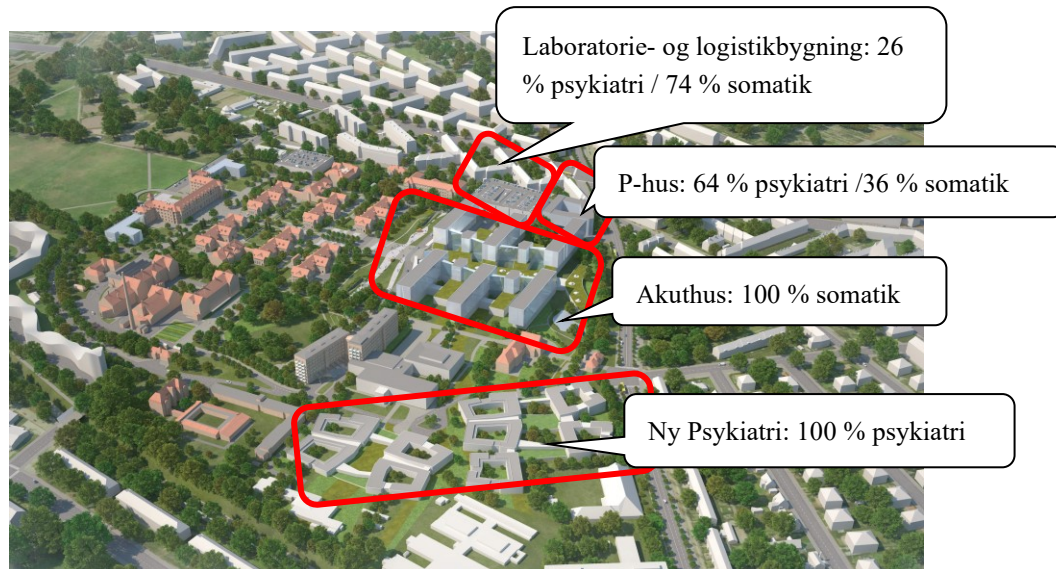 Laboratorie- og logistikbygning: 26
% psykiatri / 74 % somatik
P-hus: 64 % psykiatri /36 % somatik
Akuthus: 100 % somatik
Ny Psykiatri: 100 % psykiatri